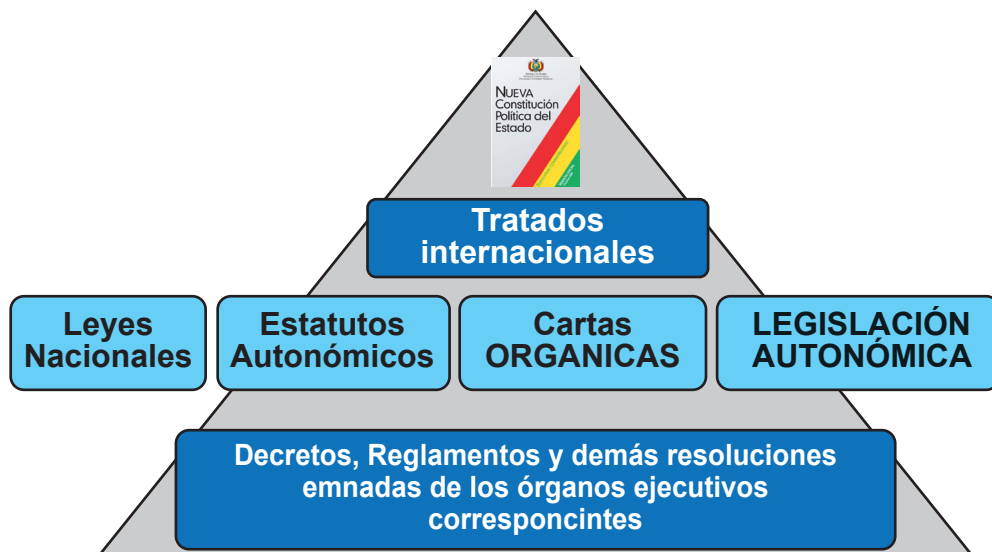 NUEVA
Constitución
Política del
Estado
Tratados
internacionales
Leyes
Nacionales
Estatutos
Autonómicos
Cartas
ORGANICAS
LEGISLACIÓN
AUTONÓMICA
Decretos, Reglamentos y demás resoluciones
emnadas de los órganos ejecutivos
corresponcintes